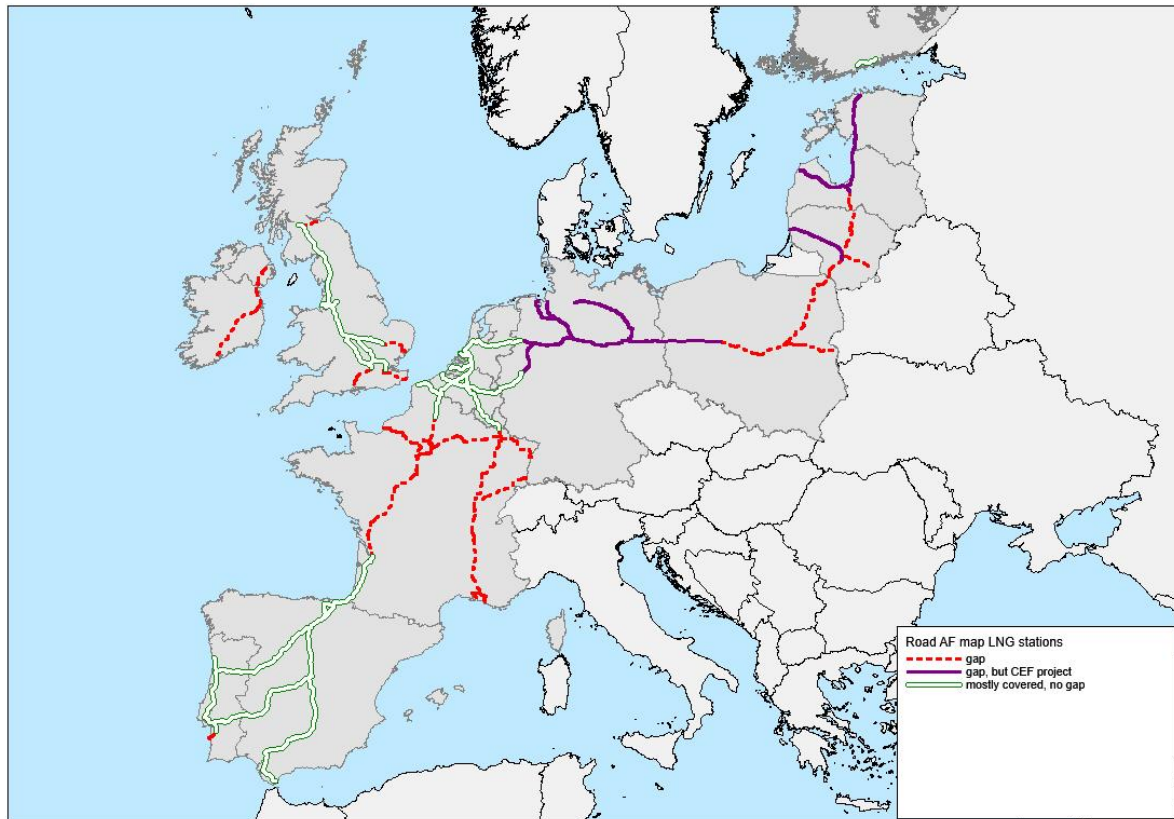 Road AF map LNG stations
gap
gap, but CEF project
mostly covered, no gap